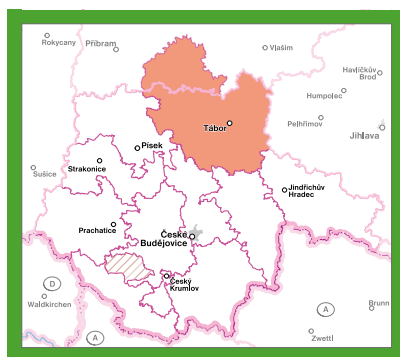 Rokycany
Příbram
Vlašim
Havlíčkův
Brod
Humpolec
Pelhřimov
Jihlava
Tábor
Písek
Strakonice
Sušice
Jindřichův
Hradec
Prachatice
České
Budějovice
Český
Krumlov
D
Waldkirchen
A
A
Zwettl
Brunn